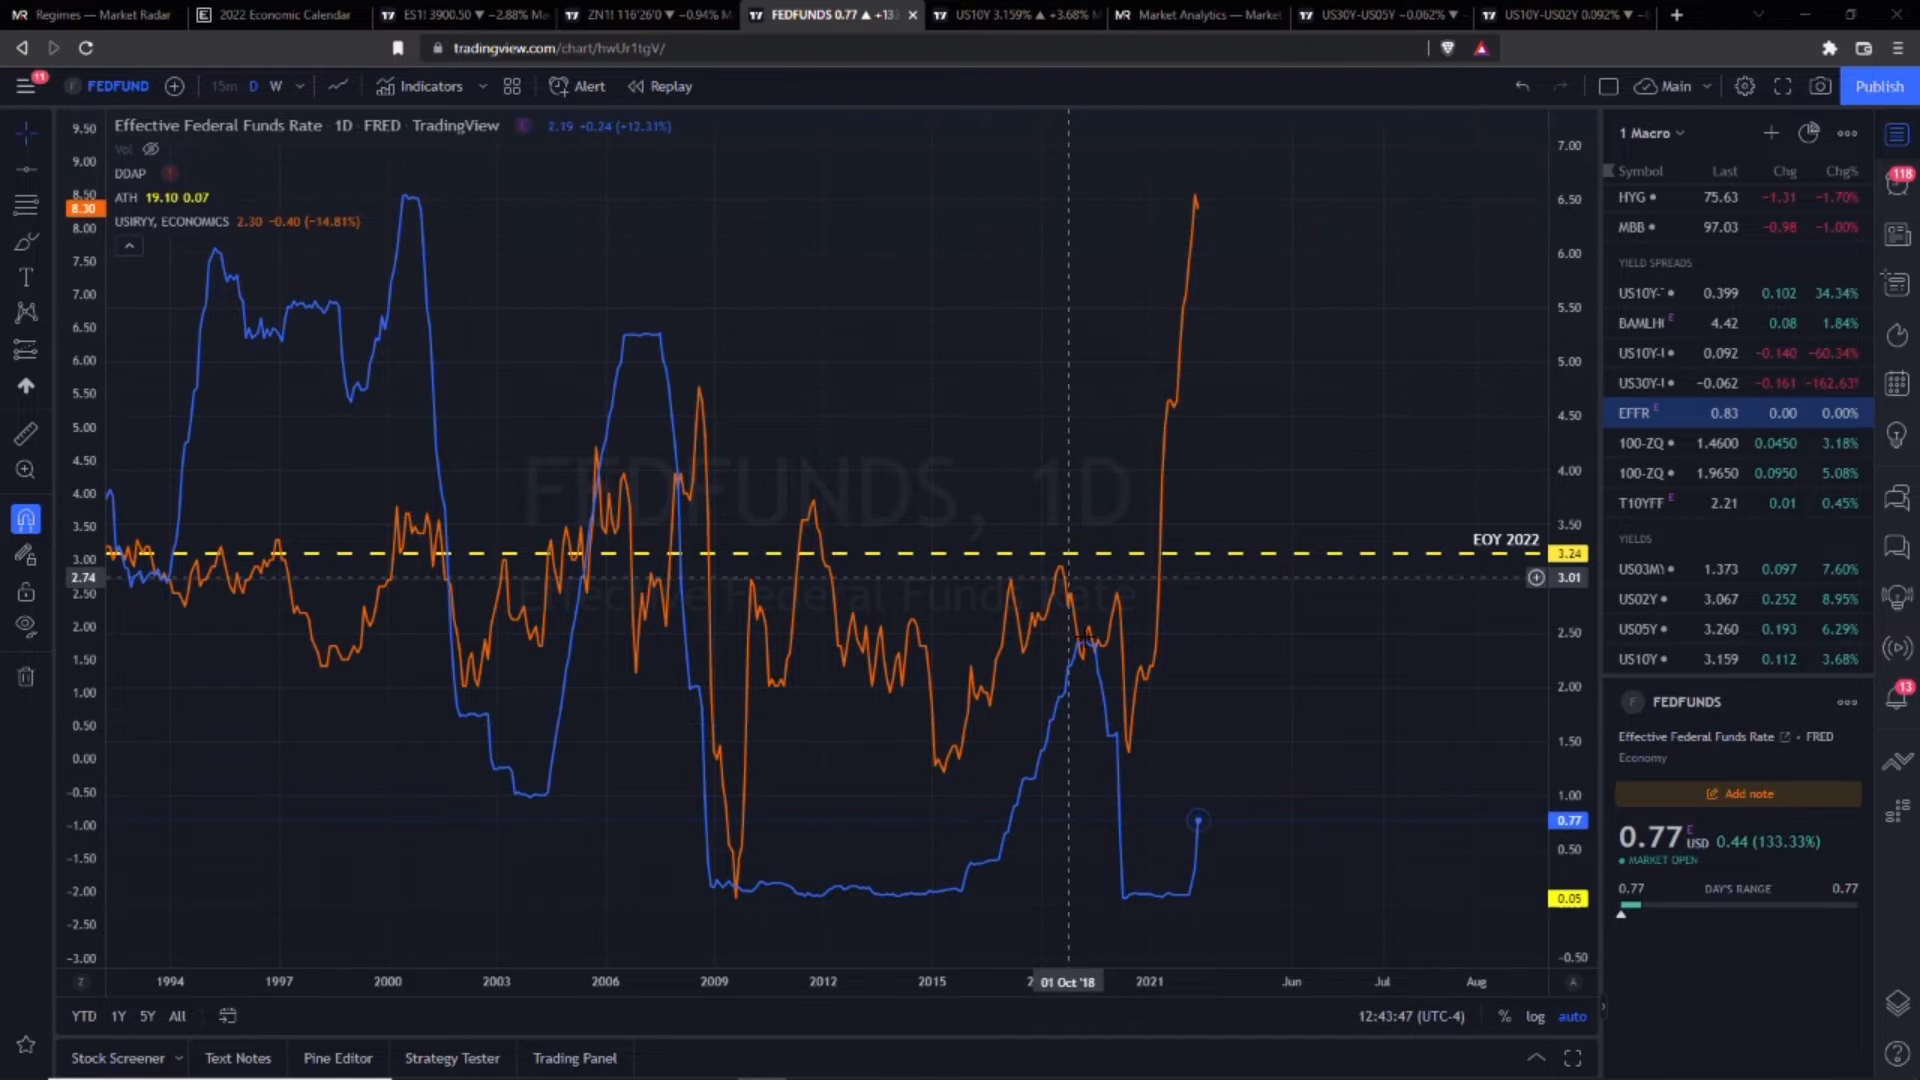 Regimes — Market Radar
2022 Economic Calendar
ES1! 3900.50 ▼ −2.88% Ma
ZN1! 116'26'0 ▼ −0.94% M
FEDFUNDS 0.77 ▲ +13
US10Y 3.159% ▲ +3.68% M
Market Analytics — Market
US30Y-US05Y −0.062% ▼
US10Y-US02Y 0.092% ▼
tradingview.com/chart/hwUr1tgV/
11
FEDFUND
15m D W
Indicators
Alert
Replay
Main
Publish
Effective Federal Funds Rate 1D FRED TradingView
2.19 +0.24 (+12.31%)
Vol
DDAP
ATH 19.10 0.07
USIRYY, ECONOMICS 2.30 −0.40 (−14.81%)
9.50
9.00
8.50
8.30
8.00
7.50
7.00
6.50
6.00
5.50
5.00
4.50
4.00
3.50
3.00
2.74
2.50
2.00
1.50
1.00
0.50
0.00
−0.50
−1.00
−1.50
−2.00
−2.50
−3.00
FEDFUNDS, 1D
Effective Federal Funds Rate
EOY 2022
7.00
6.50
6.00
5.50
5.00
4.50
4.00
3.50
3.24
3.01
2.50
2.00
1.50
1.00
0.77
0.50
0.05
−0.50
1994 1997 2000 2003 2006 2009 2012 2015 01 Oct '18 2021 Jun Jul Aug
YTD 1Y 5Y All
12:43:47 (UTC-4) % log auto
Stock Screener Text Notes Pine Editor Strategy Tester Trading Panel
1 Macro
Symbol Last Chg Chg%
HYG 75.63 −1.31 −1.70%
MBB 97.03 −0.98 −1.00%
YIELD SPREADS
US10Y- 0.399 0.102 34.34%
BAMLH 4.42 0.08 1.84%
US10Y-I 0.092 −0.140 −60.34%
US30Y-I −0.062 −0.161 −162.63
EFFR E 0.83 0.00 0.00%
100-ZQ 1.4600 0.0450 3.18%
100-ZQ 1.9650 0.0950 5.08%
T10YFF E 2.21 0.01 0.45%
YIELDS
US03M 1.373 0.097 7.60%
US02Y 3.067 0.252 8.95%
US05Y 3.260 0.193 6.29%
US10Y 3.159 0.112 3.68%
F FEDFUNDS
Effective Federal Funds Rate • FRED
Economy
Add note
0.77 E USD 0.44 (133.33%)
MARKET OPEN
0.77 DAY'S RANGE 0.77
118
13